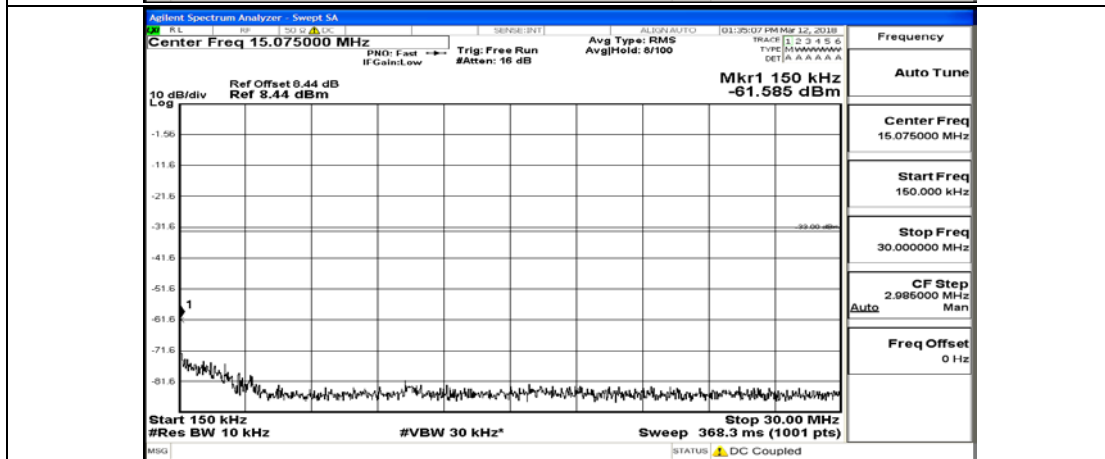 Agilent Spectrum Analyzer - Swept SA
RL RF 50 Ω DC SENSE:INT ALIGN AUTO 01:35:07 PM Mar 12, 2018
Center Freq 15.075000 MHz
PNO: Fast
IFGain:Low
Trig: Free Run
#Atten: 16 dB
Avg Type: RMS
Avg|Hold: 8/100
TRACE 1 2 3 4 5 6
TYPE M W W W W W
DET A A A A A A
Ref Offset 8.44 dB
10 dB/div Ref 8.44 dBm
Log
Mkr1 150 kHz
-61.585 dBm
-1.56
-11.6
-21.6
-31.6
-33.00 dBm
-41.6
-51.6
1
-61.6
-71.6
-81.6
Start 150 kHz
Stop 30.00 MHz
#Res BW 10 kHz #VBW 30 kHz* Sweep 368.3 ms (1001 pts)
MSG STATUS DC Coupled
Frequency
Auto Tune
Center Freq
15.075000 MHz
Start Freq
150.000 kHz
Stop Freq
30.000000 MHz
CF Step
2.985000 MHz
Auto Man
Freq Offset
0 Hz